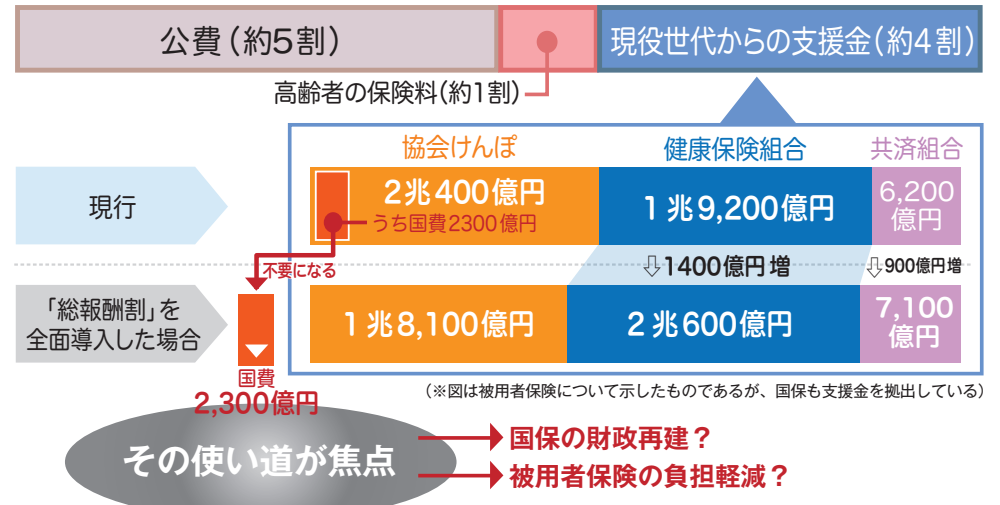 公費（約5割）
現役世代からの支援金（約4割）
高齢者の保険料（約1割）
協会けんぽ
健康保険組合
共済組合
現行
2兆400億円
うち国費2300億円
1兆9,200億円
6,200
億円
不要になる
1400億円増
900億円増
「総報酬割」を
全面導入した場合
1兆8,100億円
2兆600億円
7,100
億円
国費
2,300億円
（※図は被用者保険について示したものであるが、国保も支援金を拠出している）
その使い道が焦点
国保の財政再建？
被用者保険の負担軽減？